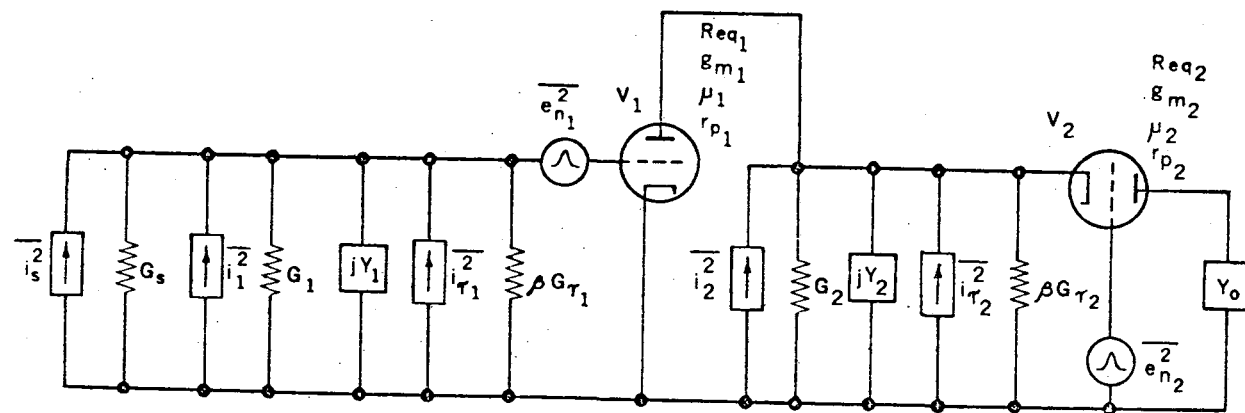 Req₁
gₘ₁
μ₁
rₚ₁
V₁
e²ₙ₁
Req₂
gₘ₂
μ₂
rₚ₂
V₂
i²ₛ
Gₛ
i²₁
G₁
jY₁
i²τ₁
βGτ₁
i²₂
G₂
jY₂
i²τ₂
βGτ₂
Y₀
e²ₙ₂